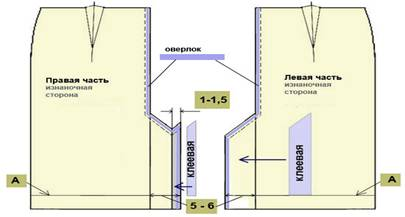 оверлок
Правая часть
изнаночная
сторона
Левая часть
изнаночная
сторона
1-1,5
клеевая
клеевая
А
5 - 6
А